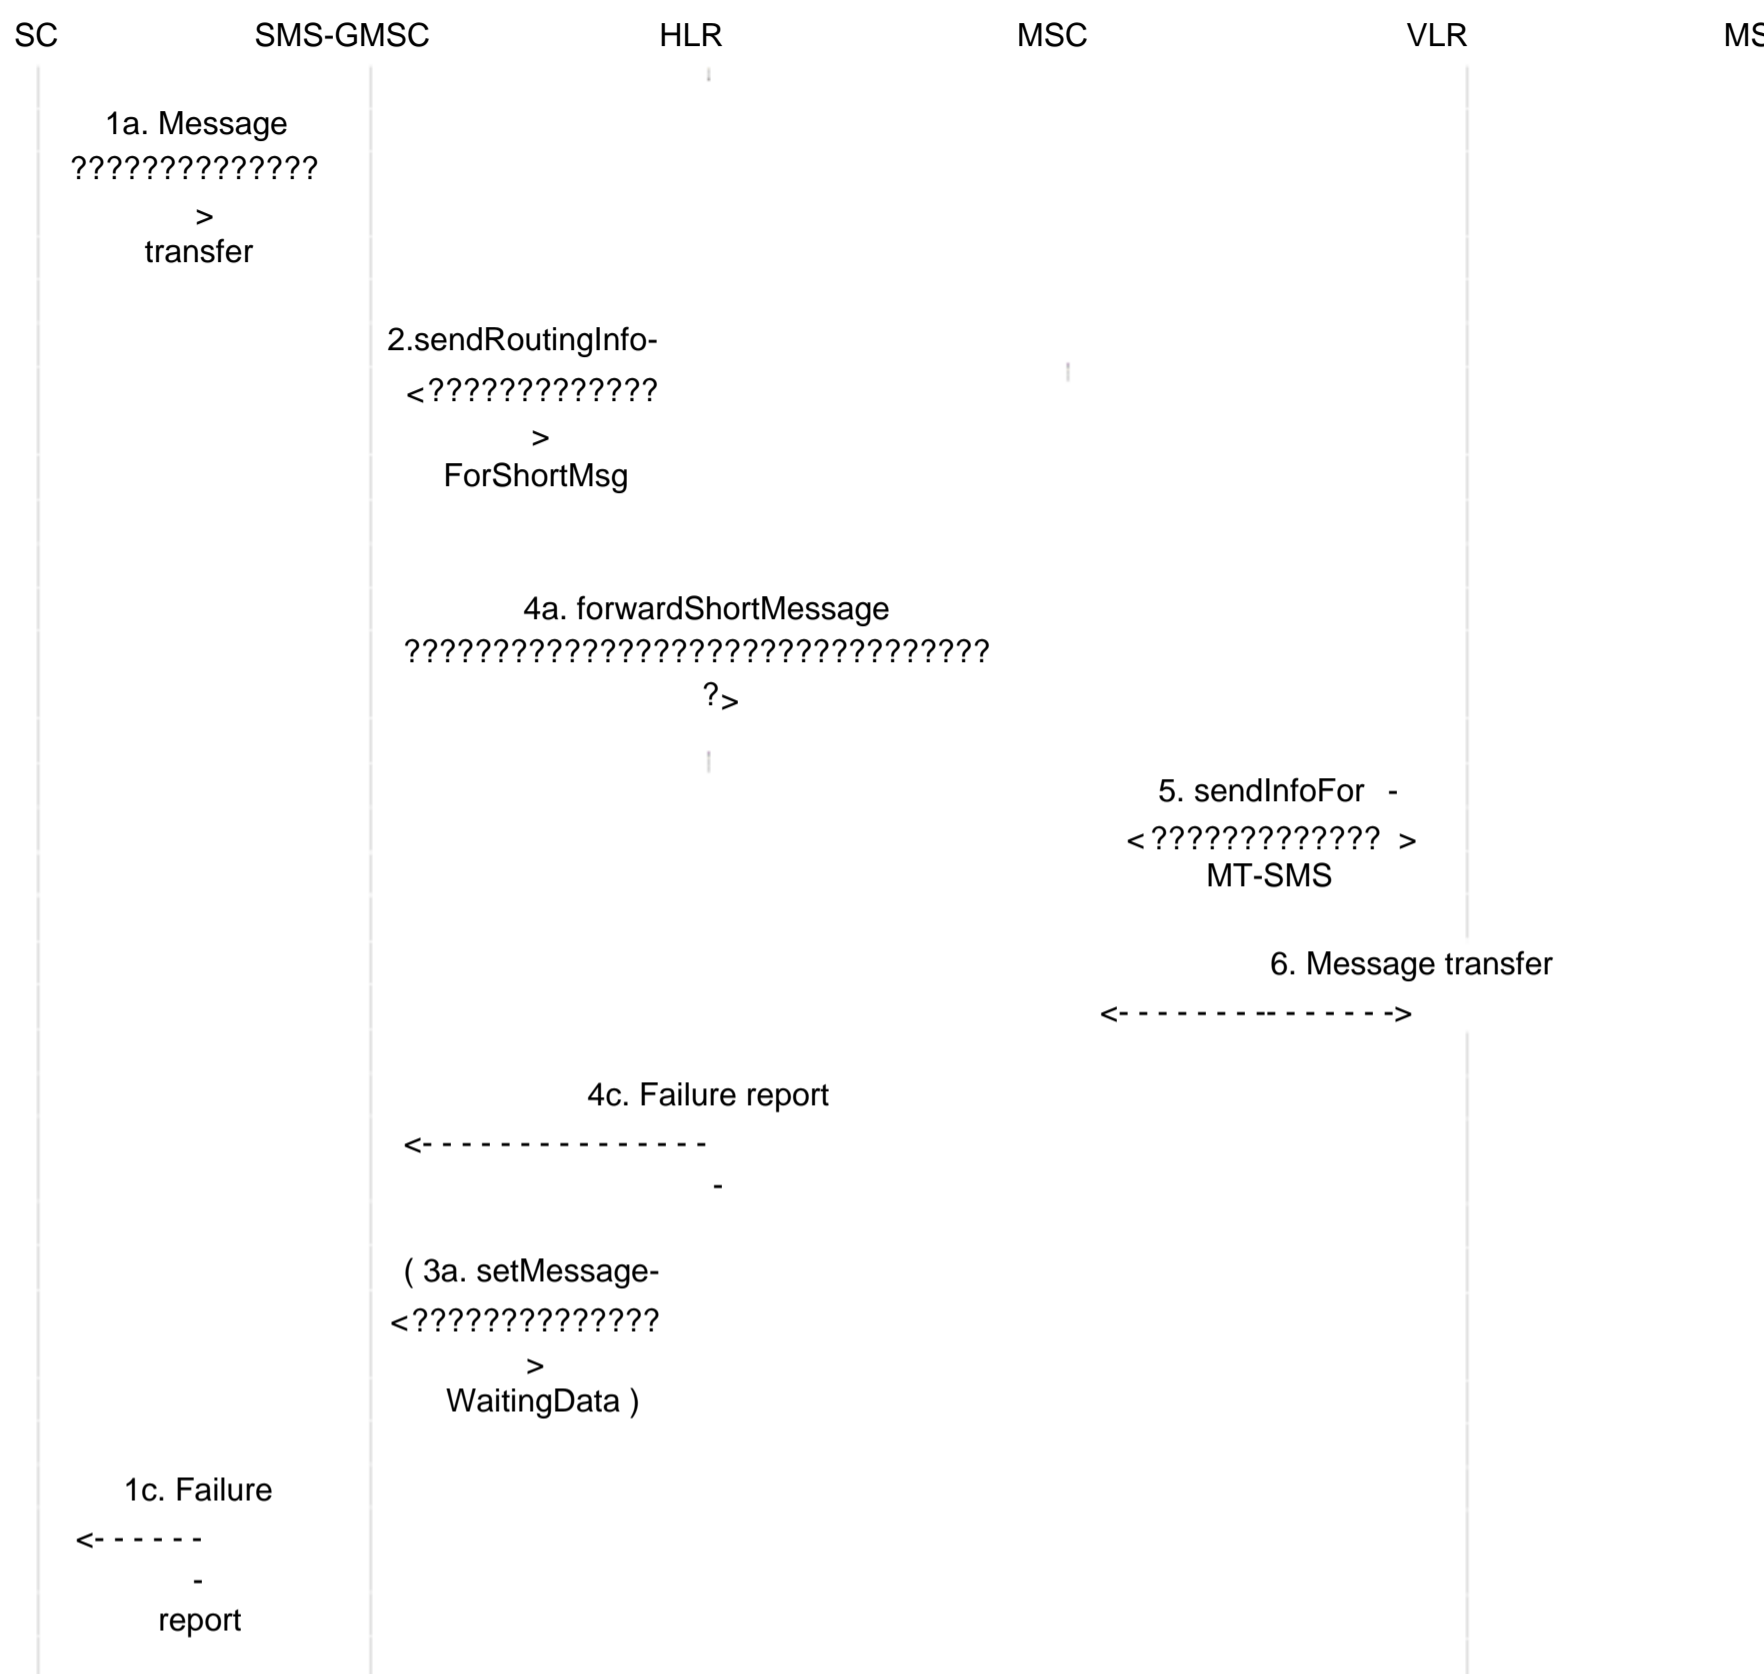 SC SMS-GMSC HLR MSC VLR MS
1a. Message
??????????????
>
transfer
2.sendRoutingInfo-
<?????????????
>
ForShortMsg
4a. forwardShortMessage
?????????????????????????????????
?>
5. sendInfoFor -
<????????????? >
MT-SMS
6. Message transfer
<- - - - - - - -- - - - - - ->
4c. Failure report
<- - - - - - - - - - - - - - -
-
( 3a. setMessage-
<??????????????
>
WaitingData )
1c. Failure
<- - - - - -
-
report